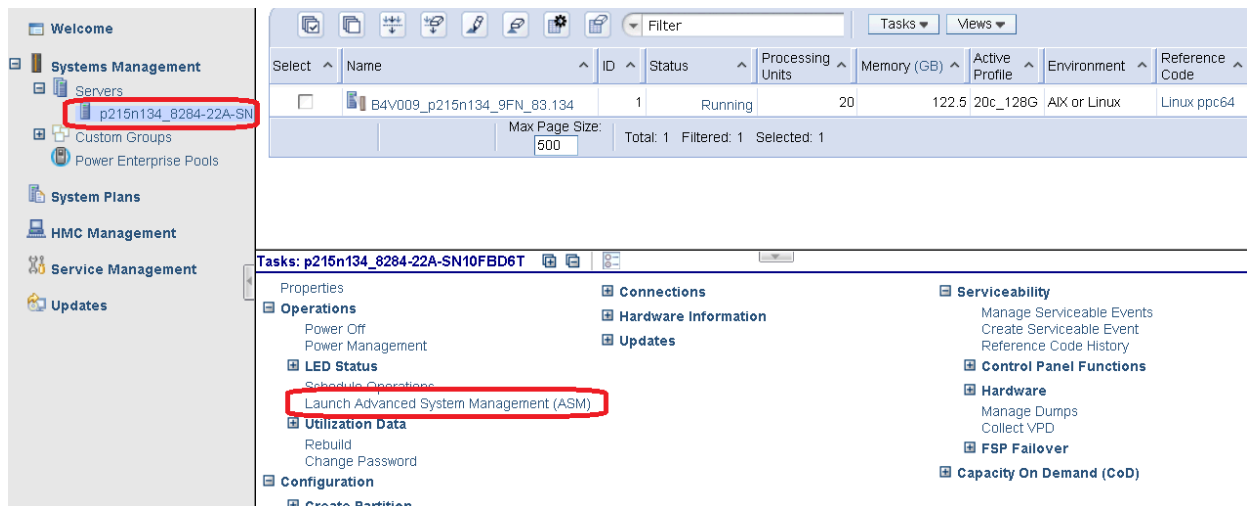 Welcome
Systems Management
Servers
p215n134_8284-22A-SN
Custom Groups
Power Enterprise Pools
System Plans
HMC Management
Service Management
Updates
Filter
Tasks
Views
Select
Name
ID
Status
Processing Units
Memory (GB)
Active Profile
Environment
Reference Code
B4V009_p215n134_9FN_83.134
1
Running
20
122.5
20c_128G
AIX or Linux
Linux ppc64
Max Page Size:
500
Total: 1 Filtered: 1 Selected: 1
Tasks: p215n134_8284-22A-SN10FBD6T
Properties
Operations
Power Off
Power Management
LED Status
Schedule Operations
Launch Advanced System Management (ASM)
Utilization Data
Rebuild
Change Password
Configuration
Create Partition
Connections
Hardware Information
Updates
Serviceability
Manage Serviceable Events
Create Serviceable Event
Reference Code History
Control Panel Functions
Hardware
Manage Dumps
Collect VPD
FSP Failover
Capacity On Demand (CoD)